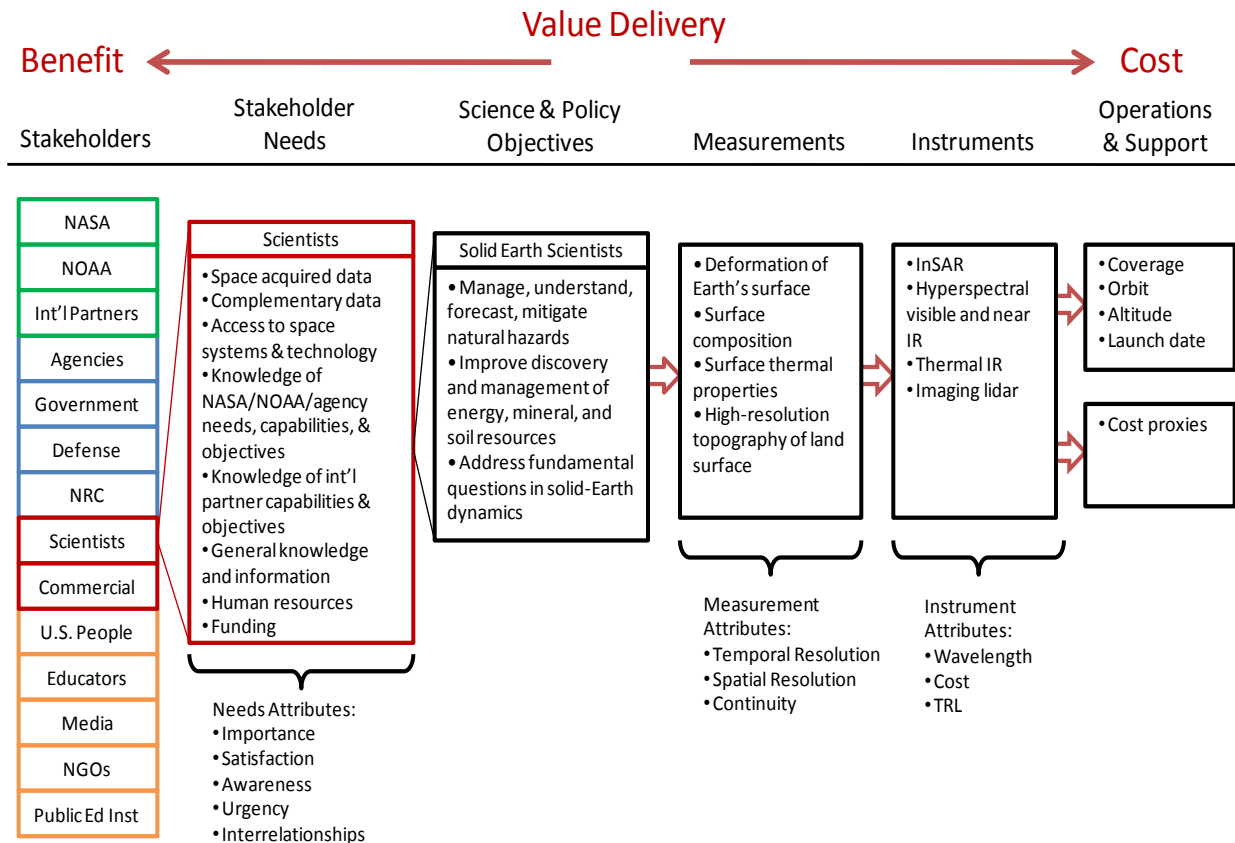 Value Delivery
Benefit
Cost
Stakeholders
Stakeholder
Needs
Science & Policy
Objectives
Measurements
Instruments
Operations
& Support
NASA
NOAA
Int'l Partners
Agencies
Government
Defense
NRC
Scientists
Commercial
U.S. People
Educators
Media
NGOs
Public Ed Inst
Scientists
• Space acquired data
• Complementary data
• Access to space
systems & technology
• Knowledge of
NASA/NOAA/agency
needs, capabilities, &
objectives
• Knowledge of int'l
partner capabilities &
objectives
• General knowledge
and information
• Human resources
• Funding
Needs Attributes:
• Importance
• Satisfaction
• Awareness
• Urgency
• Interrelationships
Solid Earth Scientists
• Manage, understand,
forecast, mitigate
natural hazards
• Improve discovery
and management of
energy, mineral, and
soil resources
• Address fundamental
questions in solid-Earth
dynamics
• Deformation of
Earth's surface
• Surface
composition
• Surface thermal
properties
• High-resolution
topography of land
surface
Measurement
Attributes:
• Temporal Resolution
• Spatial Resolution
• Continuity
• InSAR
• Hyperspectral
visible and near
IR
• Thermal IR
• Imaging lidar
Instrument
Attributes:
• Wavelength
• Cost
• TRL
• Coverage
• Orbit
• Altitude
• Launch date
• Cost proxies